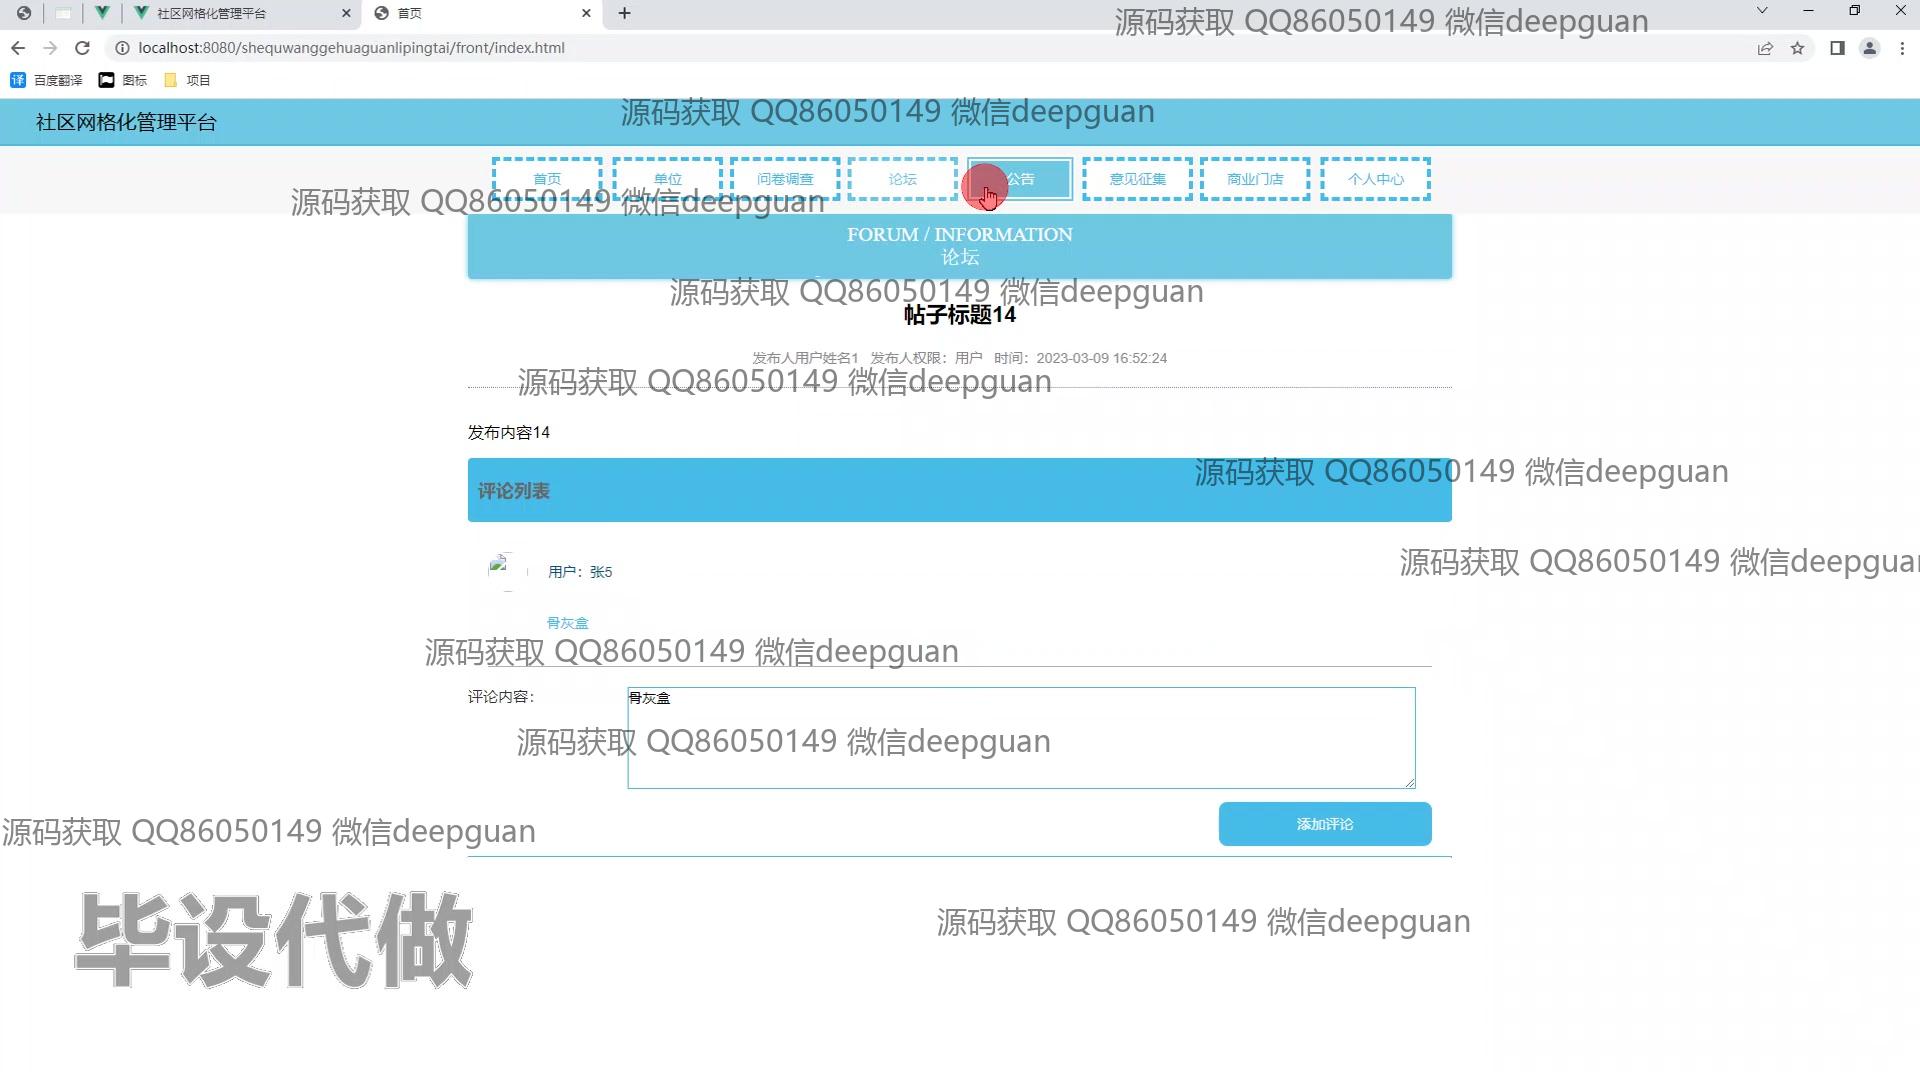 社区网格化管理平台
首页
源码获取 QQ86050149 微信deepguan
localhost:8080/shequwanggehuaguanlipingtai/front/index.html
译 百度翻译 图标 项目
源码获取 QQ86050149 微信deepguan
社区网格化管理平台
首页 单位 问卷调查 论坛 公告 意见征集 商业门店 个人中心
源码获取 QQ86050149 微信deepguan
FORUM / INFORMATION
论坛
源码获取 QQ86050149 微信deepguan
帖子标题14
发布人用户姓名1 发布人权限：用户 时间：2023-03-09 16:52:24
源码获取 QQ86050149 微信deepguan
发布内容14
源码获取 QQ86050149 微信deepguan
评论列表
源码获取 QQ86050149 微信deepguan
用户：张5
骨灰盒
源码获取 QQ86050149 微信deepguan
评论内容：
骨灰盒
源码获取 QQ86050149 微信deepguan
添加评论
源码获取 QQ86050149 微信deepguan
毕设代做
源码获取 QQ86050149 微信deepguan